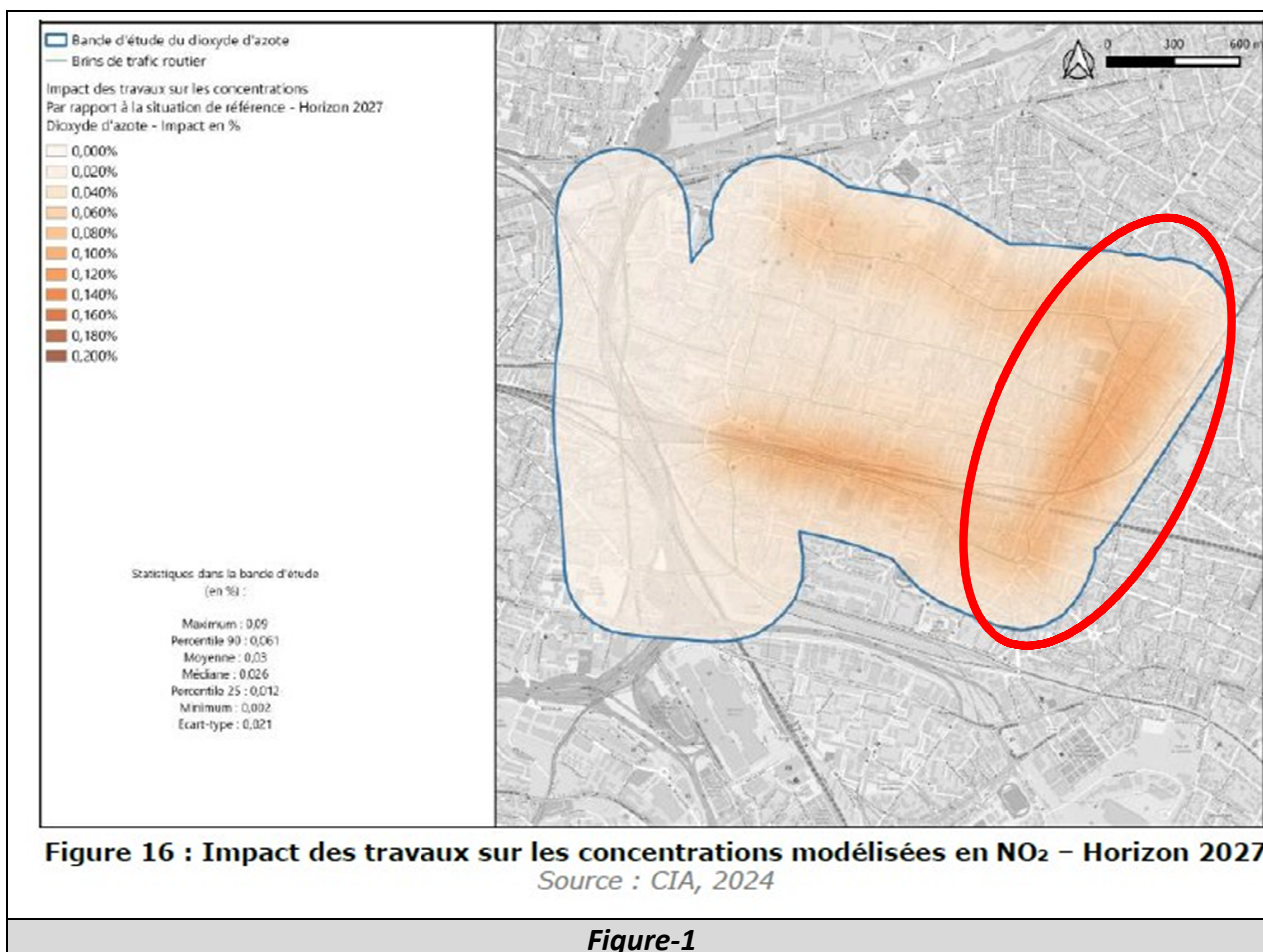 Bande d'étude du dioxyde d'azote
Brins de trafic routier
Impact des travaux sur les concentrations
Par rapport à la situation de référence - Horizon 2027
Dioxyde d'azote - Impact en %
0,000%
0,020%
0,040%
0,060%
0,080%
0,100%
0,120%
0,140%
0,160%
0,180%
0,200%
Statistiques dans la bande d'étude
(en %) :
Maximum : 0,09
Percentile 90 : 0,061
Moyenne : 0,03
Médiane : 0,026
Percentile 25 : 0,012
Minimum : 0,002
Ecart-type : 0,021
0 300 600 m
Figure 16 : Impact des travaux sur les concentrations modélisées en NO₂ – Horizon 2027
Source : CIA, 2024
Figure-1